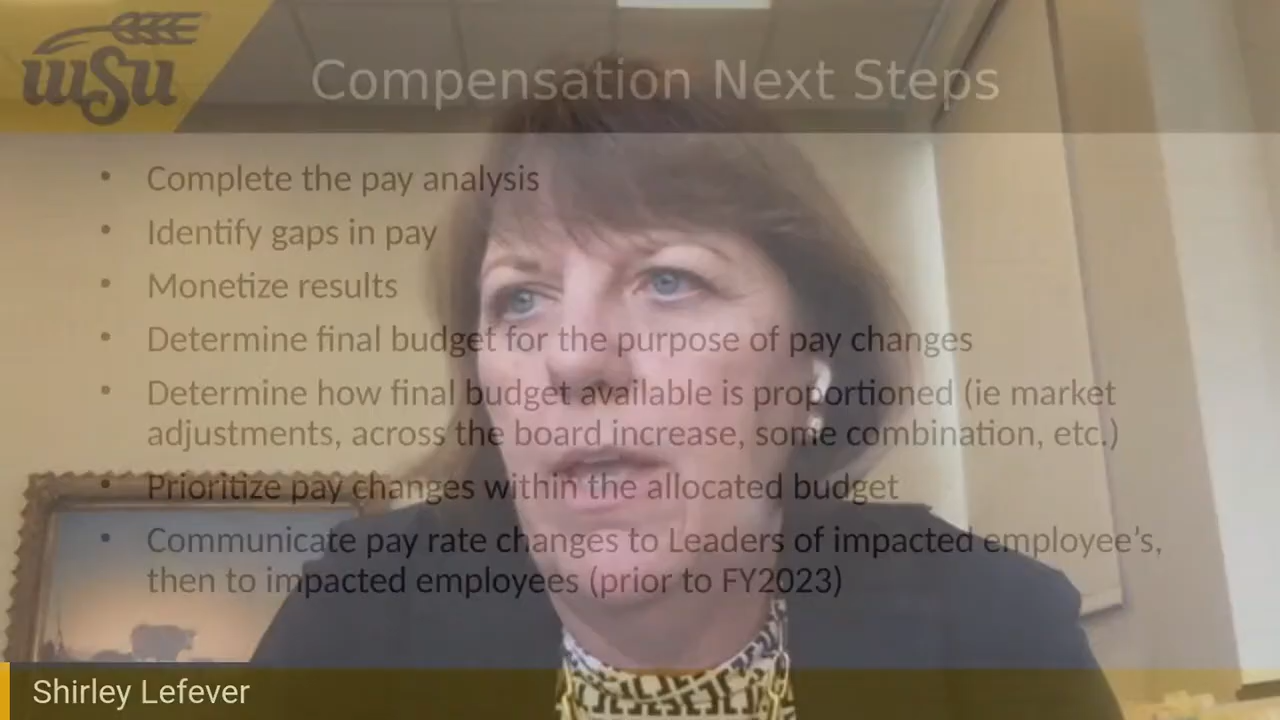 wsu
Compensation Next Steps
• Complete the pay analysis
• Identify gaps in pay
• Monetize results
• Determine final budget for the purpose of pay changes
• Determine how final budget available is proportioned (ie market
adjustments, across the board increase, some combination, etc.)
• Prioritize pay changes within the allocated budget
• Communicate pay rate changes to Leaders of impacted employee's,
then to impacted employees (prior to FY2023)
Shirley Lefever